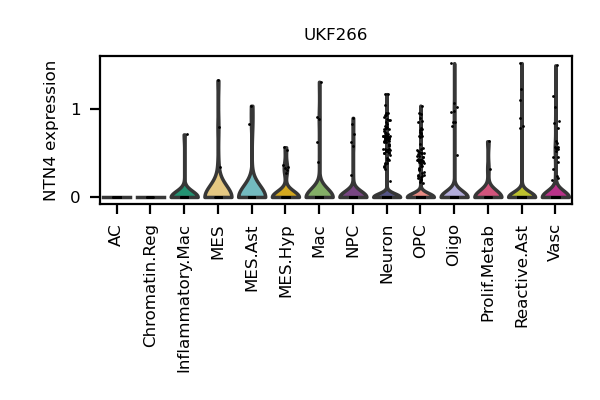 UKF266
NTN4 expression
1
0
AC
Chromatin.Reg
Inflammatory.Mac
MES
MES.Ast
MES.Hyp
Mac
NPC
Neuron
OPC
Oligo
Prolif.Metab
Reactive.Ast
Vasc